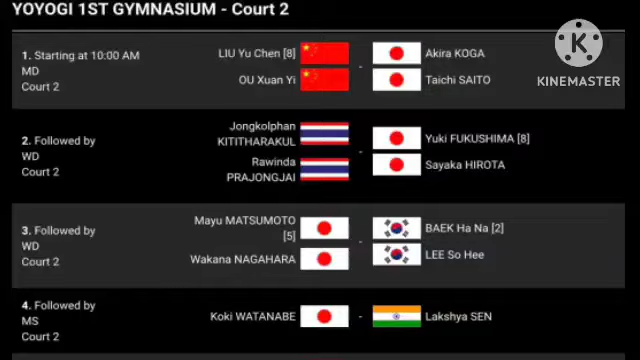 YOYOGI 1ST GYMNASIUM - Court 2
1. Starting at 10:00 AM
MD
Court 2
LIU Yu Chen [8]
OU Xuan Yi
-
Akira KOGA
Taichi SAITO
K
KINEMASTER
2. Followed by
WD
Court 2
Jongkolphan
KITITHARAKUL
Rawinda
PRAJONGJAI
-
Yuki FUKUSHIMA [8]
Sayaka HIROTA
3. Followed by
WD
Court 2
Mayu MATSUMOTO
[5]
Wakana NAGAHARA
-
BAEK Ha Na [2]
LEE So Hee
4. Followed by
MS
Court 2
Koki WATANABE
-
Lakshya SEN